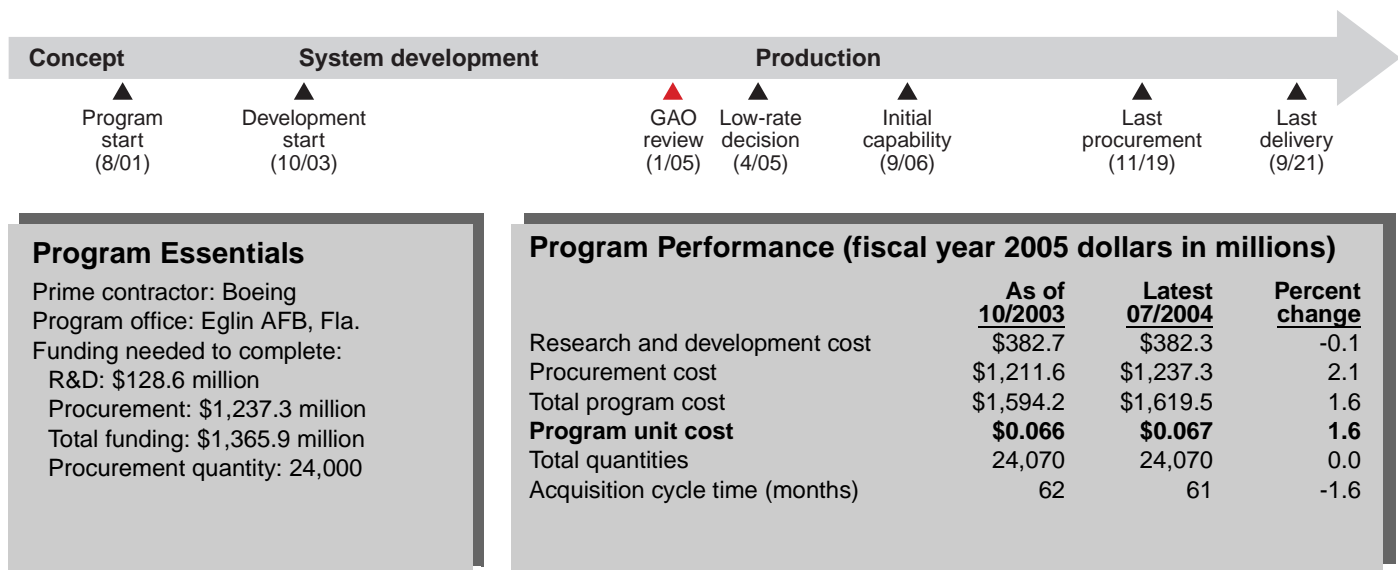 Concept System development Production
Program start (8/01)
Development start (10/03)
GAO review (1/05)
Low-rate decision (4/05)
Initial capability (9/06)
Last procurement (11/19)
Last delivery (9/21)
Program Essentials
Prime contractor: Boeing
Program office: Eglin AFB, Fla.
Funding needed to complete:
R&D: $128.6 million
Procurement: $1,237.3 million
Total funding: $1,365.9 million
Procurement quantity: 24,000
Program Performance (fiscal year 2005 dollars in millions)
As of Latest Percent
10/2003 07/2004 change
Research and development cost $382.7 $382.3 -0.1
Procurement cost $1,211.6 $1,237.3 2.1
Total program cost $1,594.2 $1,619.5 1.6
Program unit cost $0.066 $0.067 1.6
Total quantities 24,070 24,070 0.0
Acquisition cycle time (months) 62 61 -1.6